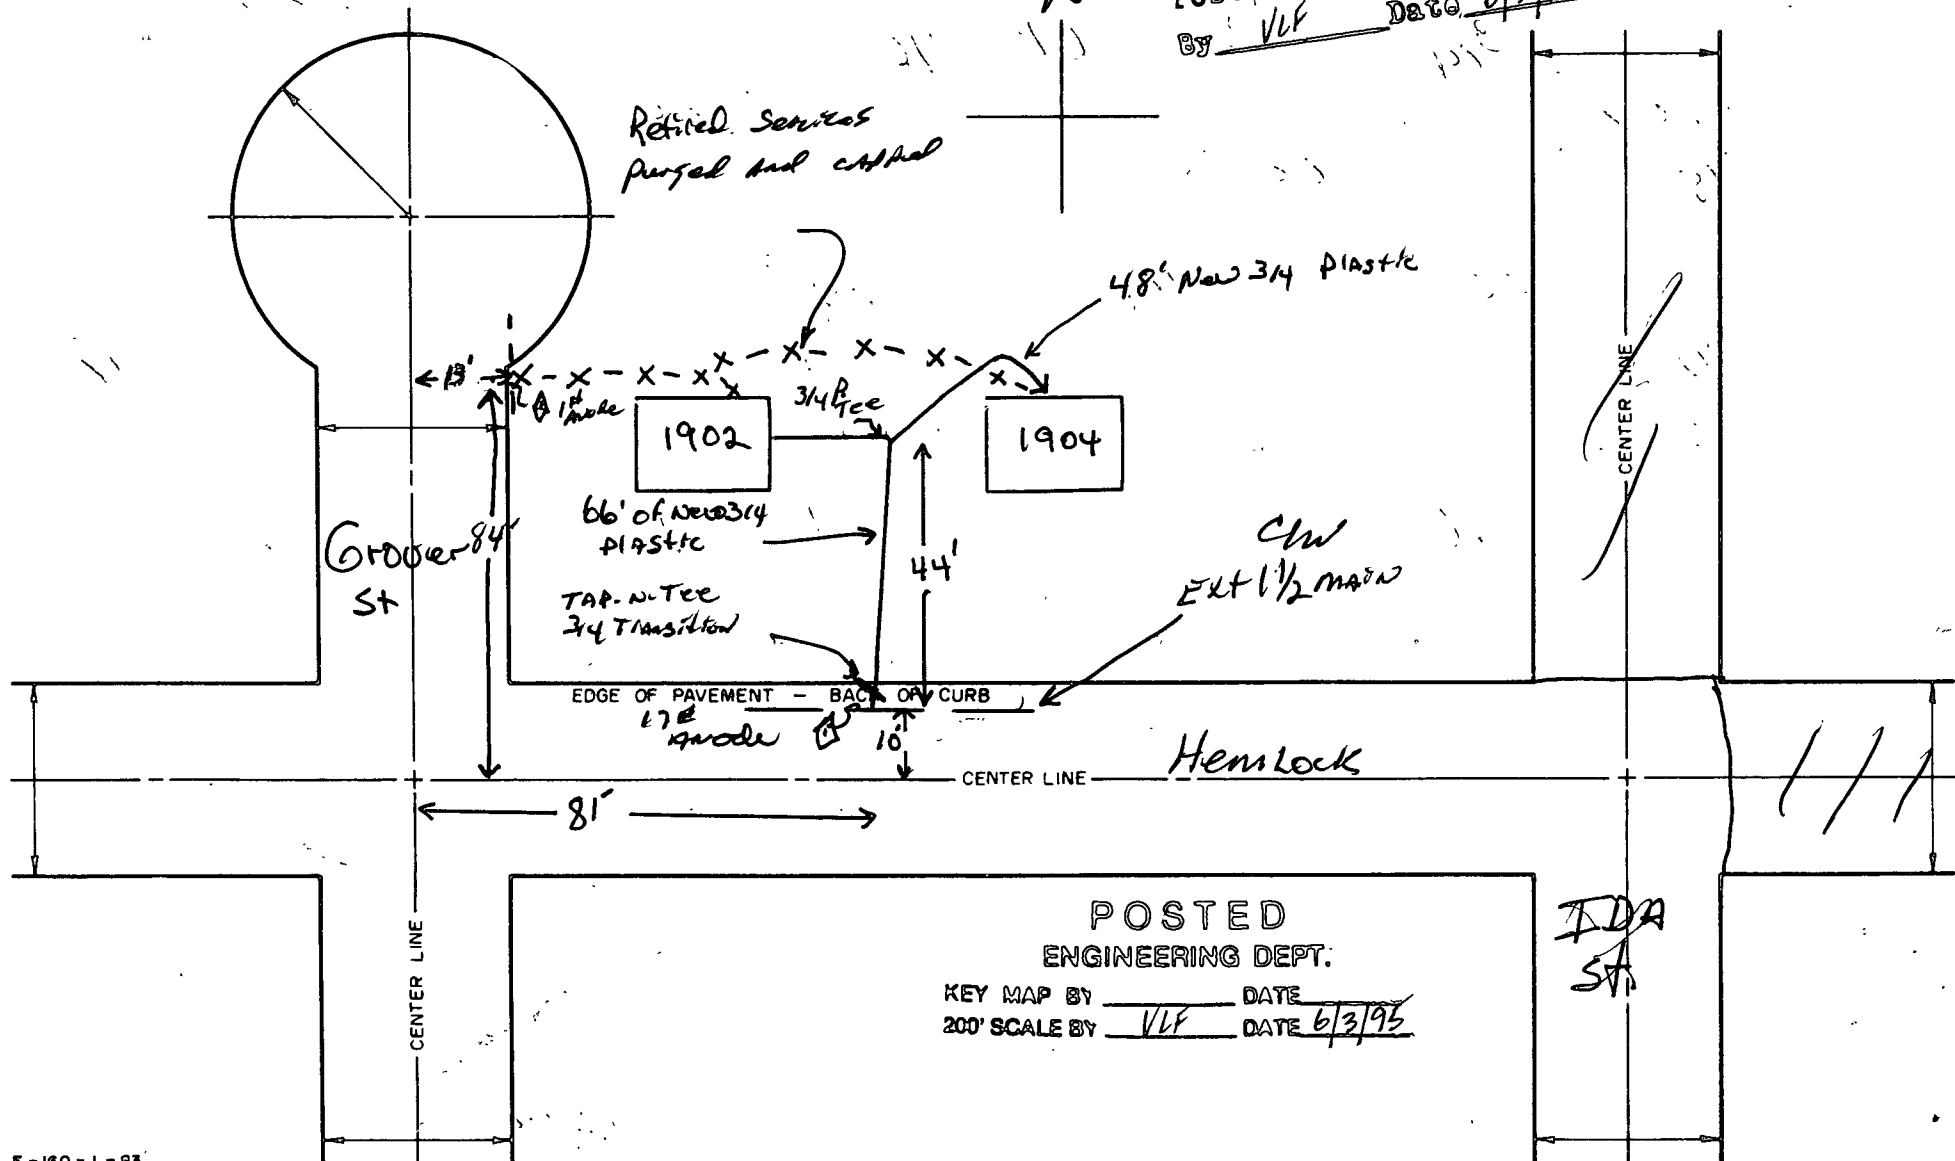 By VLF Date
Retired Services
purged and capped
48' New 3/4 Plastic
13'
1st
Anode
3/4 Pl
Tee
1902
1904
66' of New 3/4
Plastic
84'
Groover
St
44'
C/W
Ext 1 1/2 MAIN
TAP-N-Tee
3/4 Transition
EDGE OF PAVEMENT - BACK OF CURB
17#
Anode
10'
CENTER LINE
HemLock
81'
CENTER LINE
CENTER LINE
IDA
St.
POSTED
ENGINEERING DEPT.
KEY MAP BY DATE
200' SCALE BY VLF DATE 6/3/95